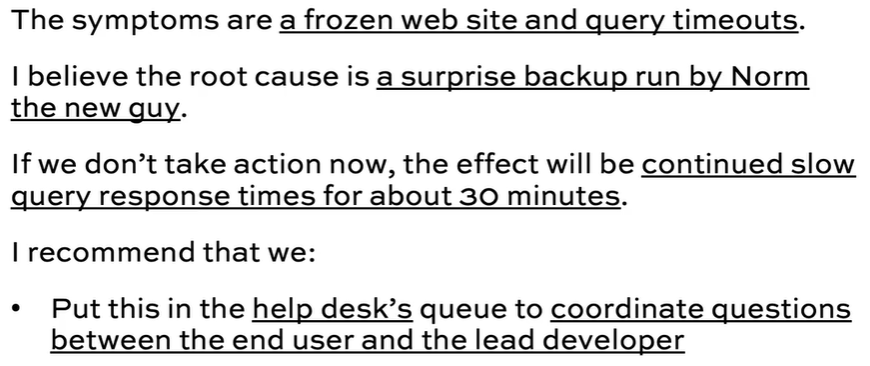 The symptoms are a frozen web site and query timeouts.
I believe the root cause is a surprise backup run by Norm
the new guy.
If we don’t take action now, the effect will be continued slow
query response times for about 30 minutes.
I recommend that we:
• Put this in the help desk’s queue to coordinate questions
between the end user and the lead developer